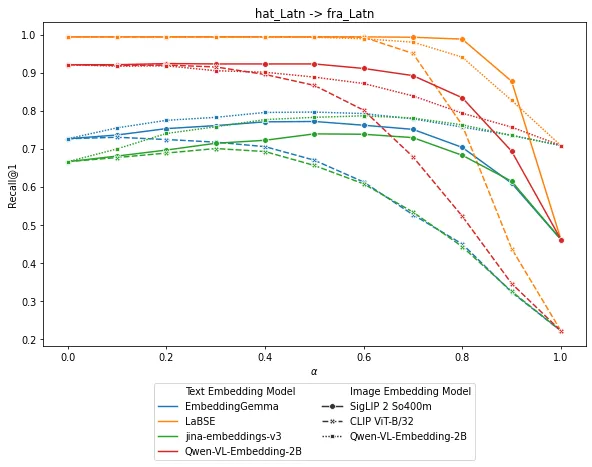 hat_Latn -> fra_Latn
Recall@1
1.0
0.9
0.8
0.7
0.6
0.5
0.4
0.3
0.2
0.0 0.2 0.4 0.6 0.8 1.0
α
Text Embedding Model
EmbeddingGemma
LaBSE
jina-embeddings-v3
Qwen-VL-Embedding-2B
Image Embedding Model
SigLIP 2 So400m
CLIP ViT-B/32
Qwen-VL-Embedding-2B